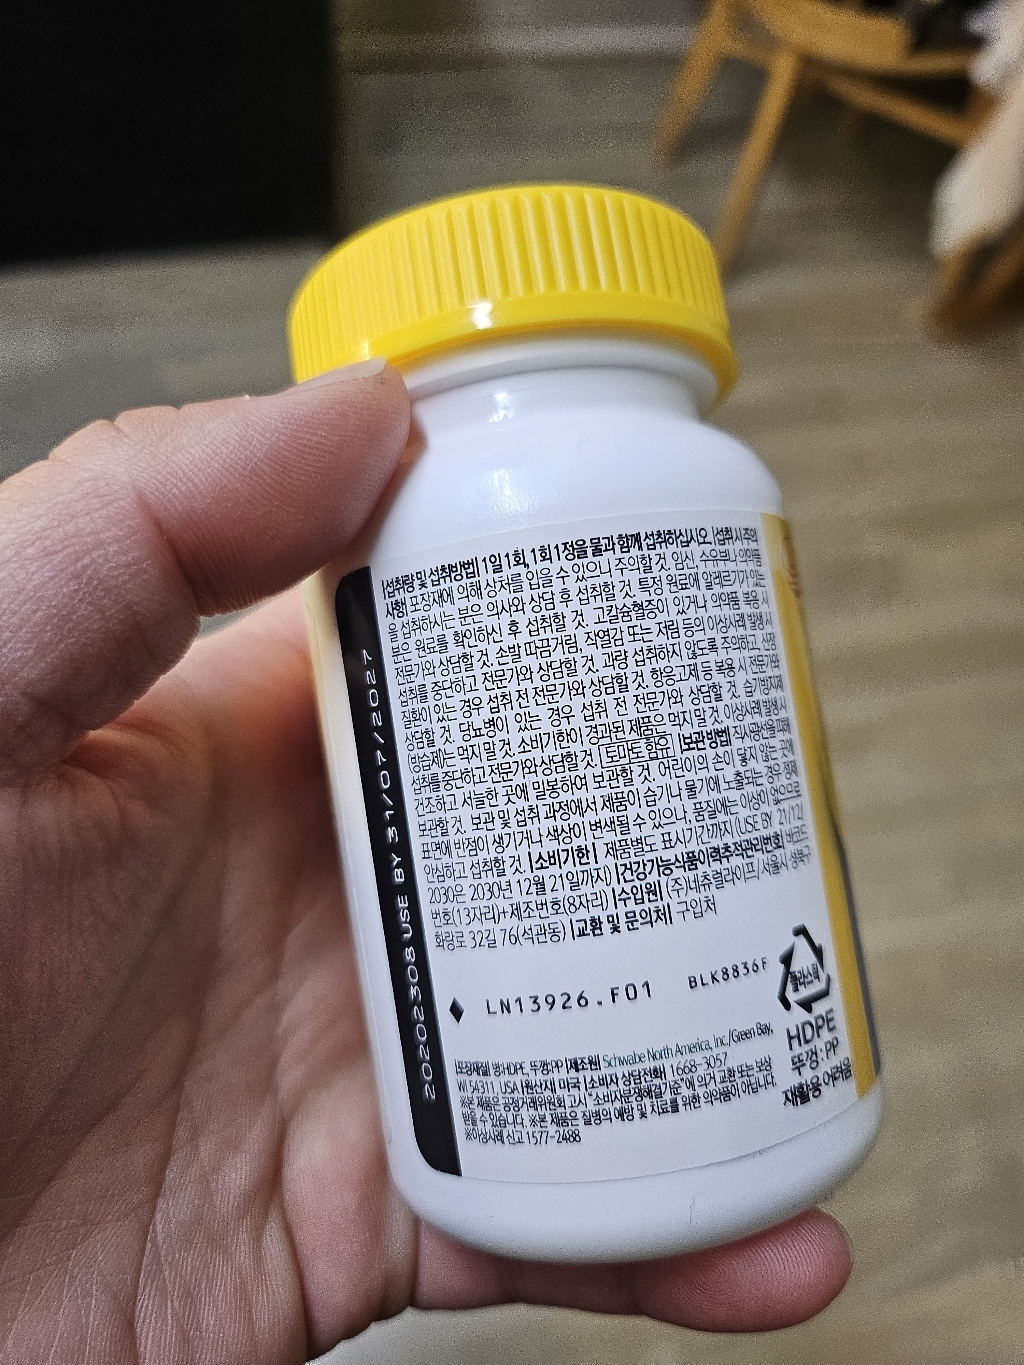 |섭취량 및 섭취방법| 1일 1회, 1회 1정을 물과 함께 섭취하십시오. |섭취 시 주의
사항| 포장재에 의해 상처를 입을 수 있으니 주의할 것. 임신, 수유부나 의약품
을 섭취하시는 분은 의사와 상담 후 섭취할 것. 특정 원료에 알레르기가 있는
분은 원료를 확인하신 후 섭취할 것. 고칼슘혈증이 있거나 의약품 복용 시
전문가와 상담할 것. 손발 따끔거림, 작열감 또는 저림 등의 이상사례 발생 시
섭취를 중단하고 전문가와 상담할 것. 과량 섭취하지 않도록 주의하고, 신장
질환이 있는 경우 섭취 전 전문가와 상담할 것. 항응고제 등 복용 시 전문가와
상담할 것. 당뇨병이 있는 경우 섭취 전 전문가와 상담할 것. 습기방지제
(방습제)는 먹지 말 것. 소비기한이 경과된 제품은 먹지 말 것. 이상사례 발생 시
섭취를 중단하고 전문가와 상담할 것. 토마토 함유 |보관방법| 직사광선을 피해
건조하고 서늘한 곳에 밀봉하여 보관할 것. 어린이의 손이 닿지 않는 곳에
보관할 것. 보관 및 섭취 과정에서 제품이 습기나 물기에 노출되는 경우 정제
표면에 반점이 생기거나 색상이 변색될 수 있으나, 품질에는 이상이 없으므로
안심하고 섭취할 것. |소비기한| 제품별도 표시기간까지 (USE BY 21/12/
2030은 2030년 12월 21일까지) |건강기능식품이력추적관리번호| 바코드
번호(13자리)+제조번호(8자리) |수입원| (주)네츄럴라이프/ 서울시 성북구
화랑로 32길 76(석관동) |교환 및 문의처| 구입처
20202308 USE BY 31/07/2027
LN13926.F01 BLK8836F
플라스틱
HDPE
뚜껑:PP
재활용 어려움
|포장재질| 병:HDPE, 뚜껑:PP |제조원| Schwabe North America, Inc./Green Bay,
WI 54311, USA |원산지| 미국 |소비자 상담전화| 1668-3057
※본 제품은 공정거래위원회 고시 "소비자분쟁해결기준"에 의거 교환 또는 보상
받을 수 있습니다. ※본 제품은 질병의 예방 및 치료를 위한 의약품이 아닙니다.
※이상사례 신고 1577-2488